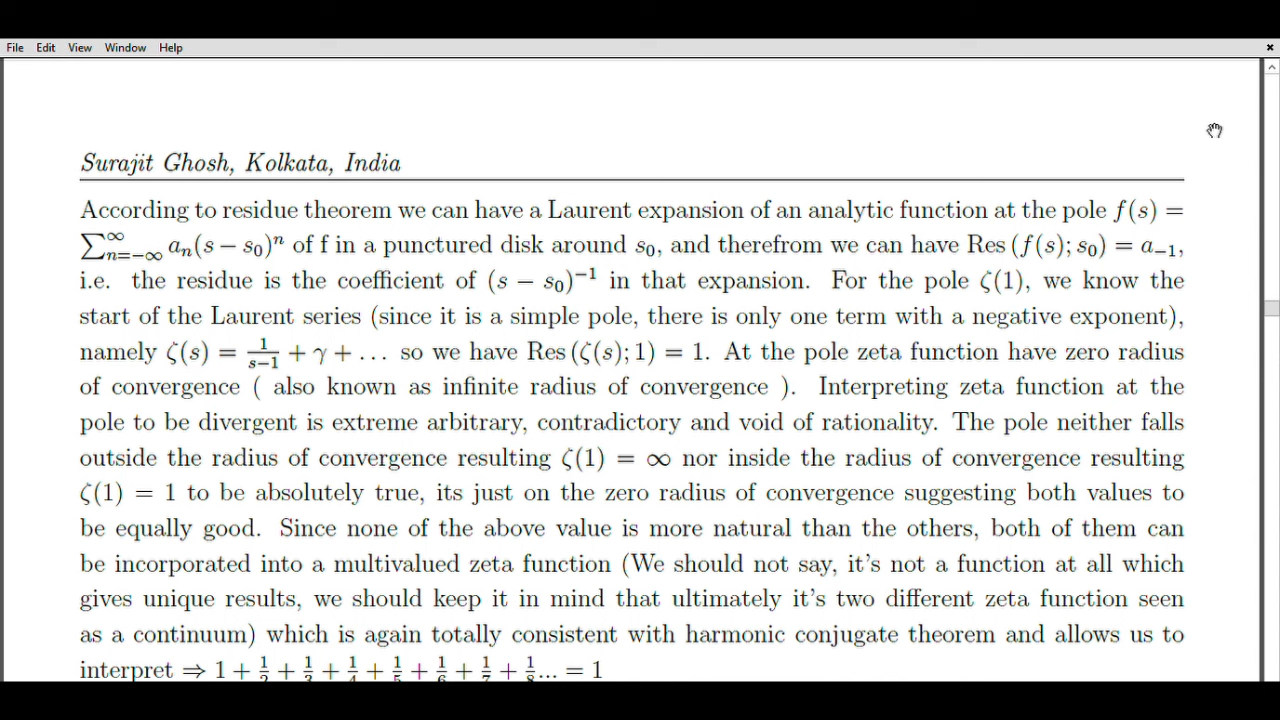 File Edit View Window Help
Surajit Ghosh, Kolkata, India
According to residue theorem we can have a Laurent expansion of an analytic function at the pole f(s) =
∑_{n=−∞}^{∞} a_n(s − s_0)^n of f in a punctured disk around s_0, and therefrom we can have Res (f(s); s_0) = a_{−1},
i.e. the residue is the coefficient of (s − s_0)^{−1} in that expansion. For the pole ζ(1), we know the
start of the Laurent series (since it is a simple pole, there is only one term with a negative exponent),
namely ζ(s) = 1/(s−1) + γ + … so we have Res (ζ(s); 1) = 1. At the pole zeta function have zero radius
of convergence ( also known as infinite radius of convergence ). Interpreting zeta function at the
pole to be divergent is extreme arbitrary, contradictory and void of rationality. The pole neither falls
outside the radius of convergence resulting ζ(1) = ∞ nor inside the radius of convergence resulting
ζ(1) = 1 to be absolutely true, its just on the zero radius of convergence suggesting both values to
be equally good. Since none of the above value is more natural than the others, both of them can
be incorporated into a multivalued zeta function (We should not say, it's not a function at all which
gives unique results, we should keep it in mind that ultimately it's two different zeta function seen
as a continuum) which is again totally consistent with harmonic conjugate theorem and allows us to
interpret ⇒ 1 + 1/2 + 1/3 + 1/4 + 1/5 + 1/6 + 1/7 + 1/8... = 1